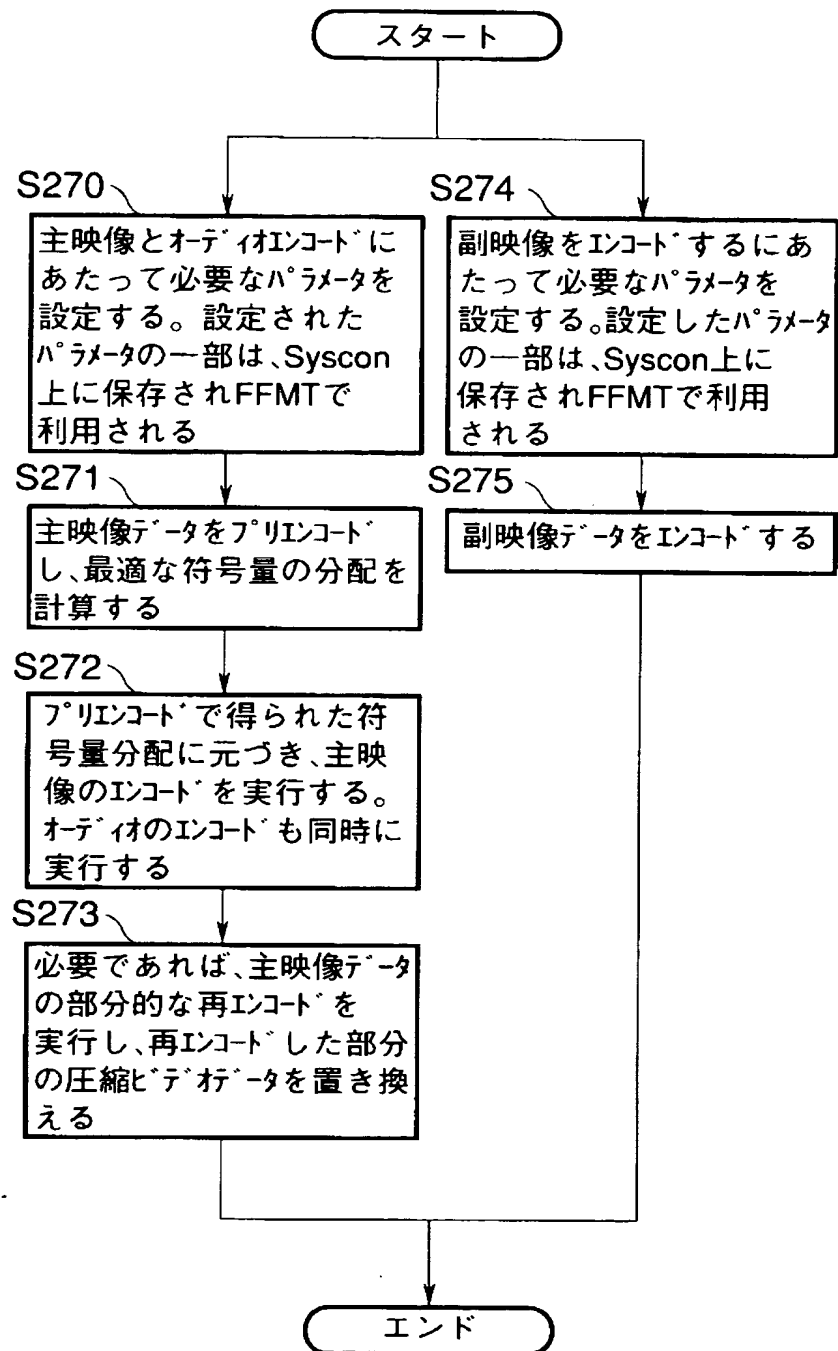 スタート
S270
主映像とオーディオエンコードに
あたって必要なパラメータを
設定する。設定された
パラメータの一部は、Syscon
上に保存されFFMTで
利用される
S271
主映像データをプリエンコード
し、最適な符号量の分配を
計算する
S272
プリエンコードで得られた符
号量分配に元づき、主映
像のエンコードを実行する。
オーディオのエンコードも同時に
実行する
S273
必要であれば、主映像データ
の部分的な再エンコードを
実行し、再エンコードした部分
の圧縮ビデオデータを置き換
える
S274
副映像をエンコードするにあ
たって必要なパラメータを
設定する。設定したパラメータ
の一部は、Syscon上に
保存されFFMTで利用
される
S275
副映像データをエンコードする
エンド